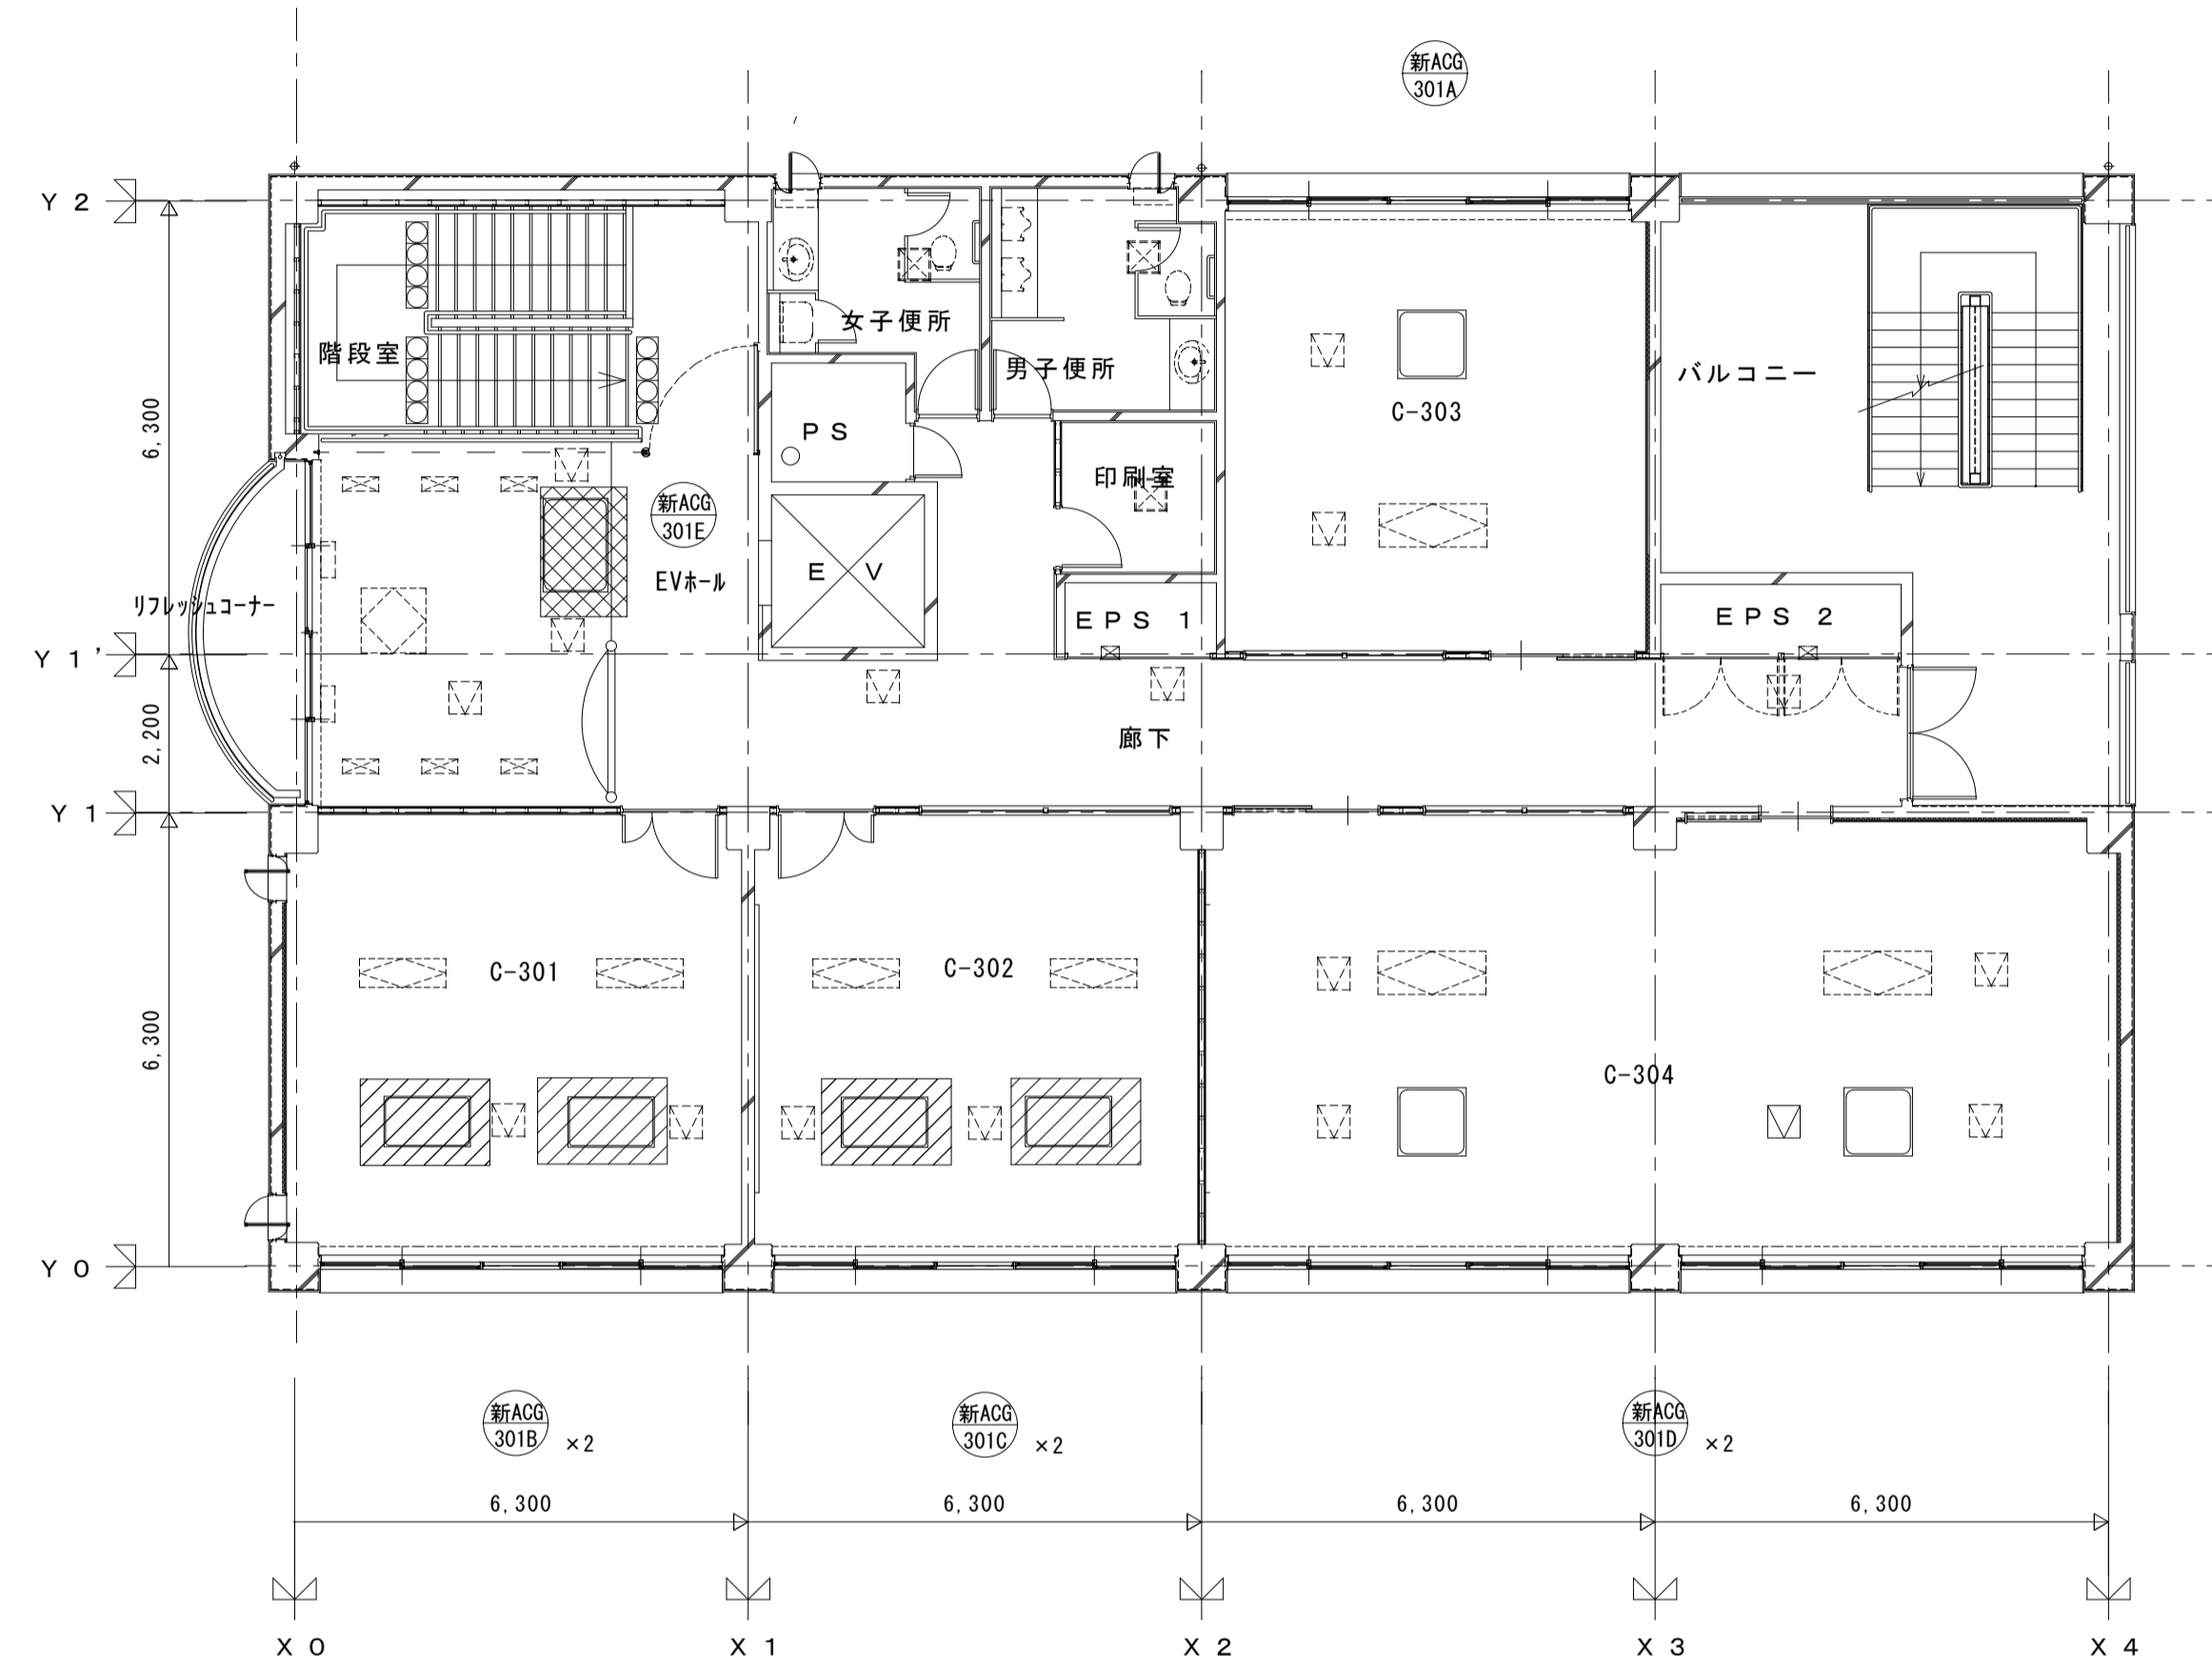 新ACG
301A
Y 2
女子便所
階段室
男子便所
バルコニー
C-303
6,300
PS
印刷室
新ACG
301E
EV
EVホール
リフレッシュコーナー
EPS 1
EPS 2
Y 1'
2,200
廊下
Y 1
C-301
C-302
6,300
C-304
Y 0
新ACG
301B
×2
新ACG
301C
×2
新ACG
301D
×2
6,300
6,300
6,300
6,300
X 0
X 1
X 2
X 3
X 4